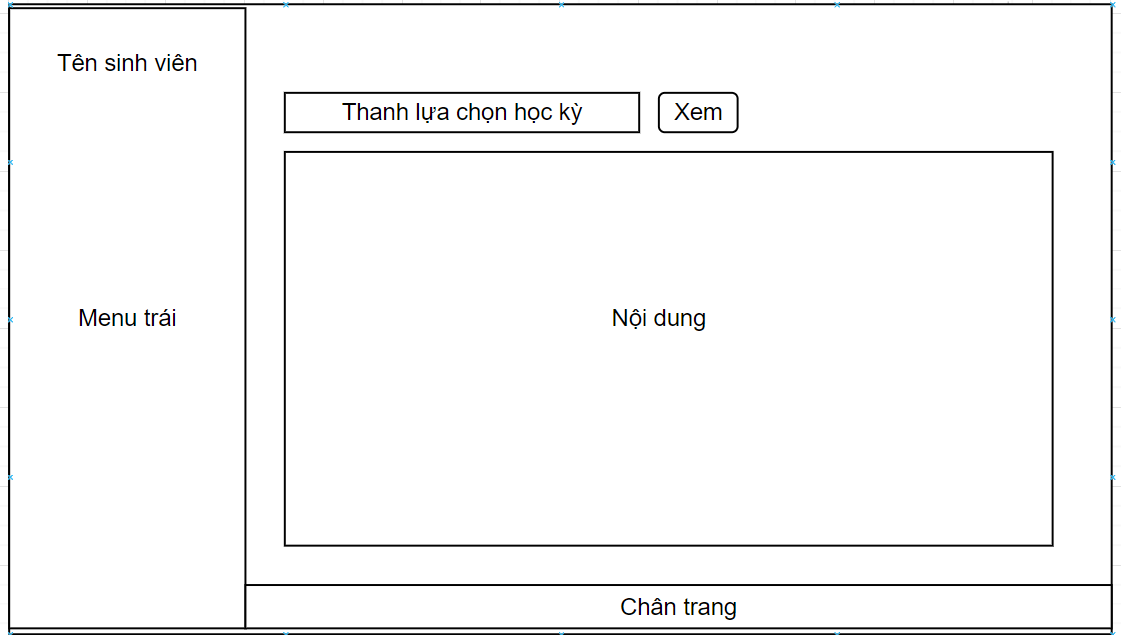 Tên sinh viên
Thanh lựa chọn học kỳ
Xem
Menu trái
Nội dung
Chân trang